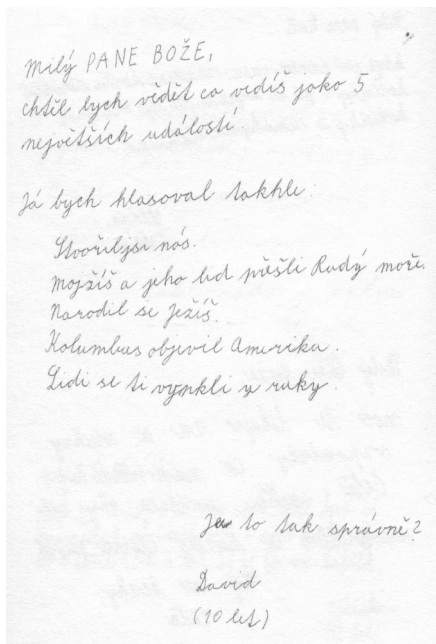 Milý PANE BOŽE,
chtěl bych vědět co vidíš jako 5
největších událostí.
Já bych hlasoval takhle:
Stvořil jsi nás.
Mojžíš a jeho lid přešli Rudý moře.
Narodil se Ježíš.
Kolumbus objevil Ameriku.
Lidi se ti vymkli z ruky.
Je to tak správně?
David
(10 let)